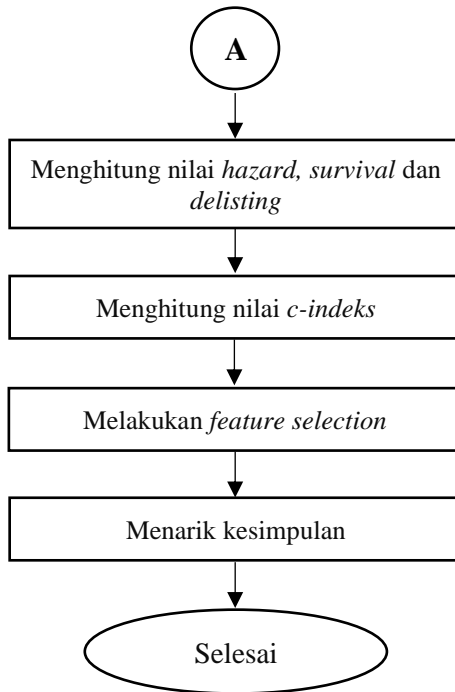 A
Menghitung nilai hazard, survival dan
delisting
Menghitung nilai c-indeks
Melakukan feature selection
Menarik kesimpulan
Selesai